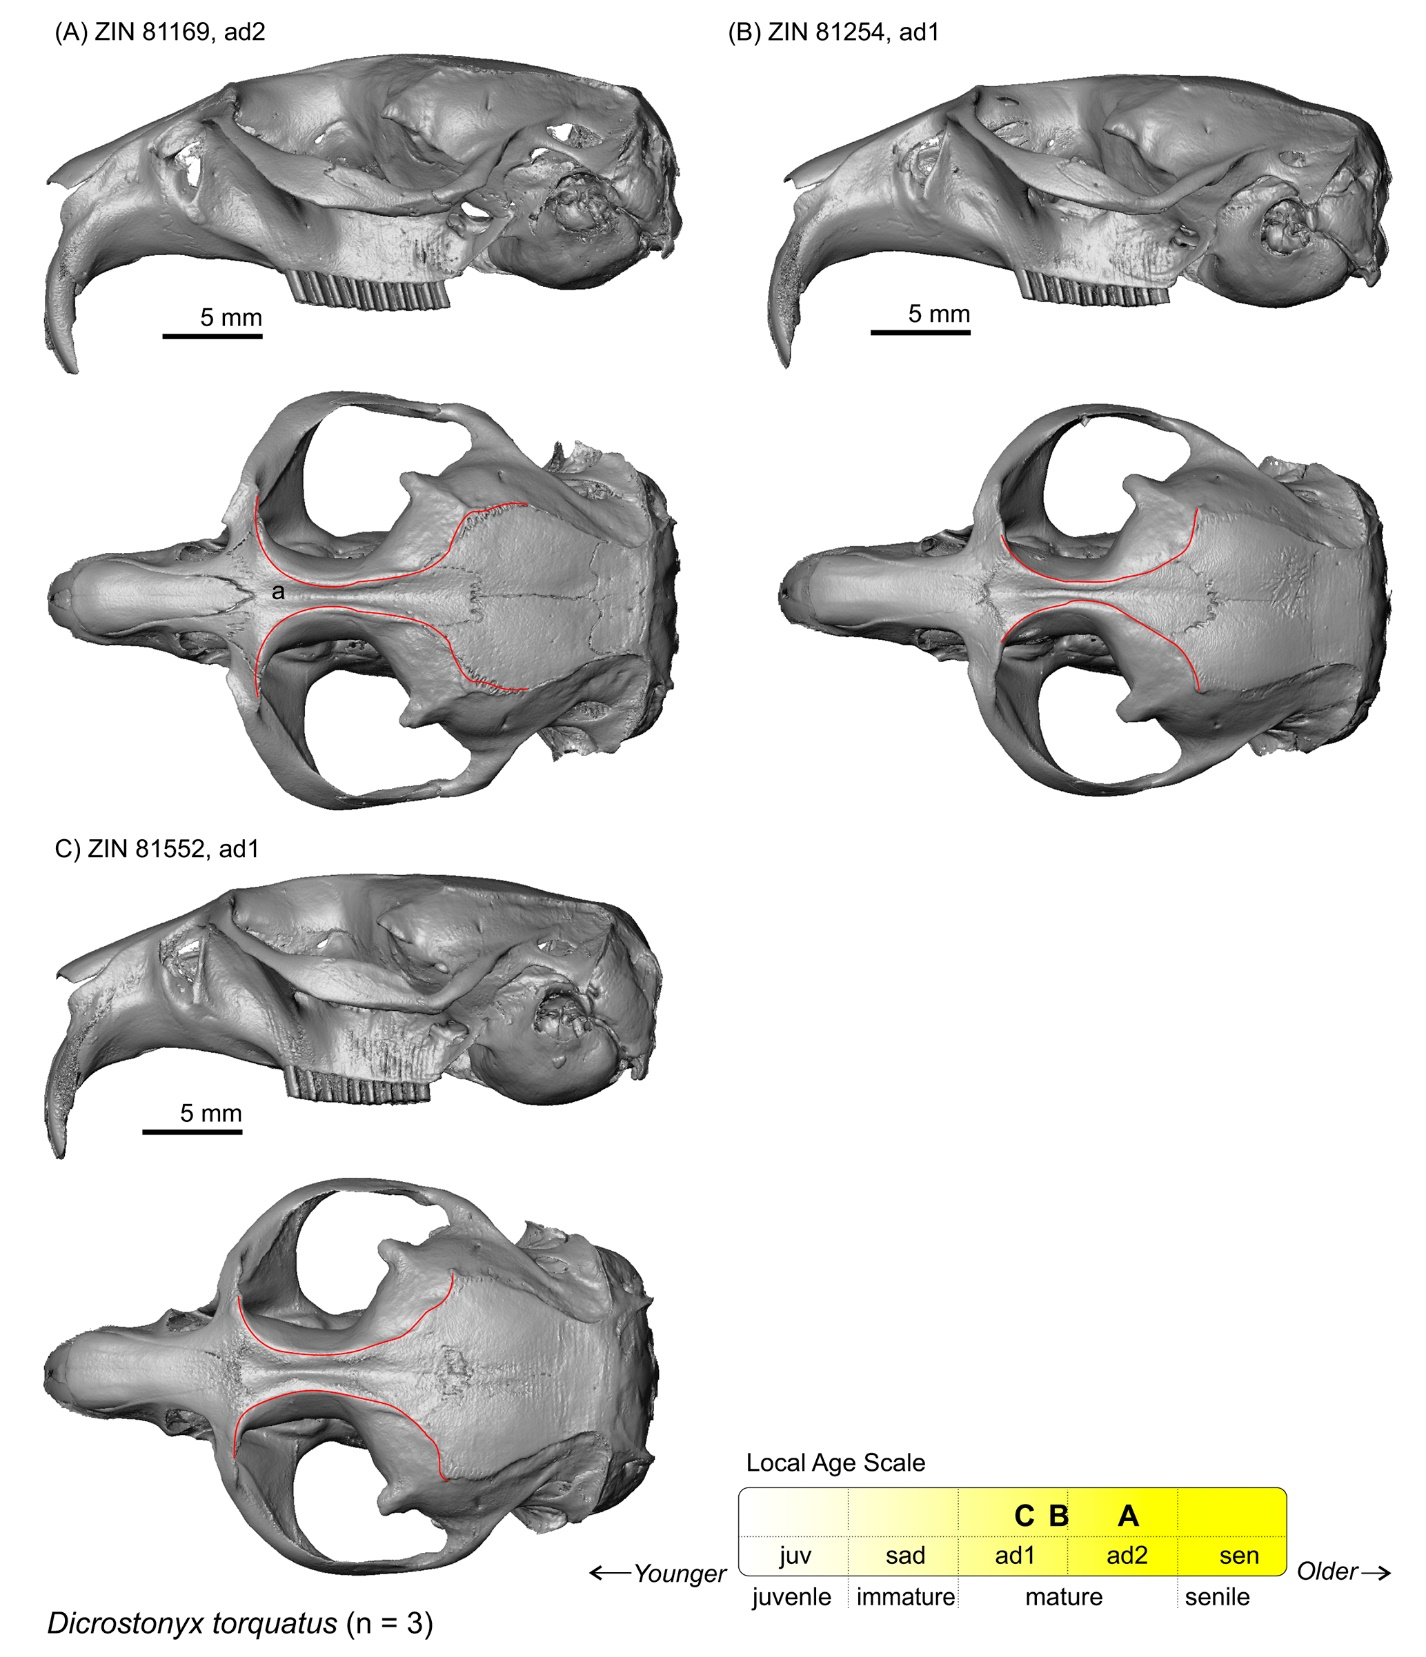 (A) ZIN 81169, ad2
(B) ZIN 81254, ad1
5 mm
5 mm
a
C) ZIN 81552, ad1
5 mm
Local Age Scale
C B A
juv sad ad1 ad2 sen
←Younger
Older→
juvenle immature mature senile
Dicrostonyx torquatus (n = 3)